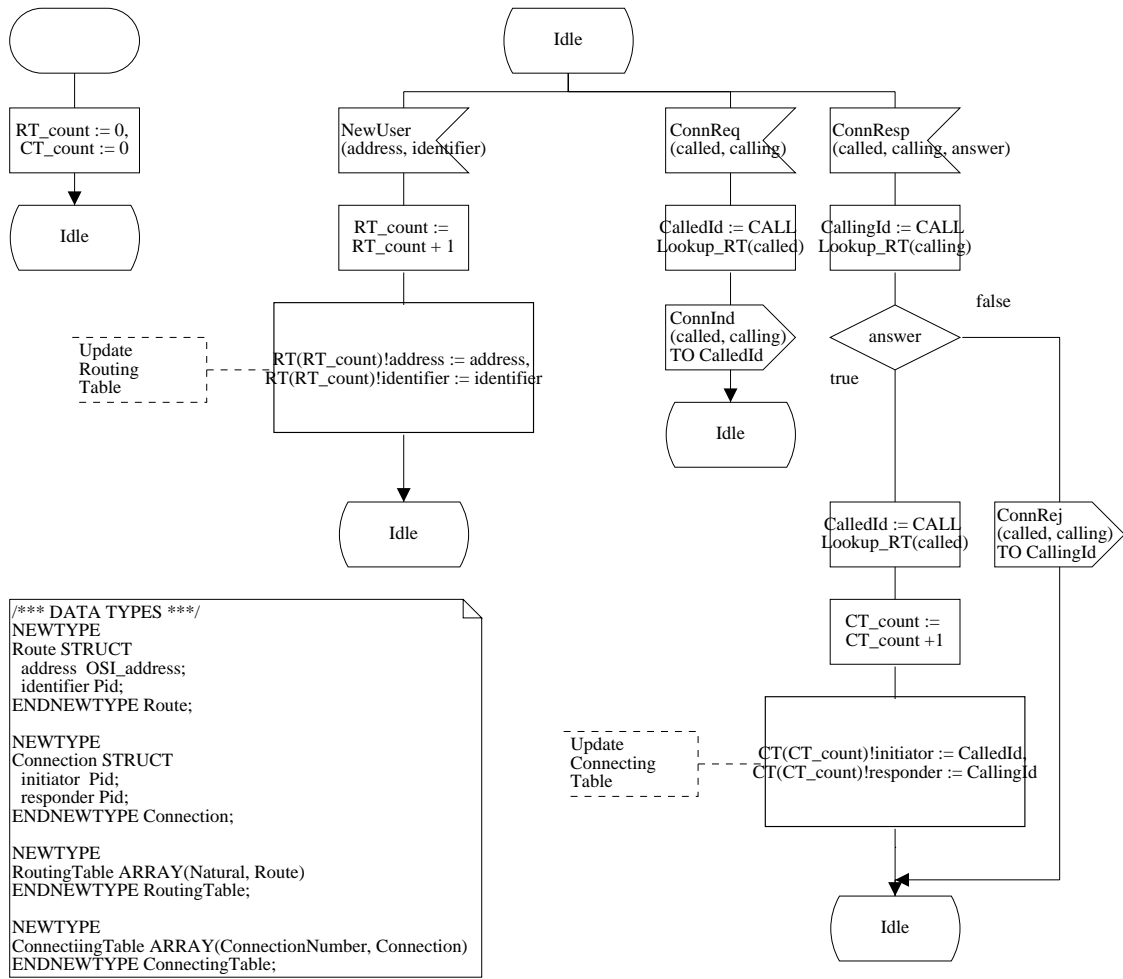 Idle
RT_count := 0,
CT_count := 0
Idle
NewUser
(address, identifier)
RT_count :=
RT_count + 1
Update
Routing
Table
RT(RT_count)!address := address,
RT(RT_count)!identifier := identifier
Idle
ConnReq
(called, calling)
CalledId := CALL
Lookup_RT(called)
ConnInd
(called, calling)
TO CalledId
Idle
ConnResp
(called, calling, answer)
CallingId := CALL
Lookup_RT(calling)
answer
false
true
CalledId := CALL
Lookup_RT(called)
ConnRej
(called, calling)
TO CallingId
CT_count :=
CT_count +1
Update
Connecting
Table
CT(CT_count)!initiator := CalledId,
CT(CT_count)!responder := CallingId
Idle
/*** DATA TYPES ***/
NEWTYPE
Route STRUCT
address  OSI_address;
identifier Pid;
ENDNEWTYPE Route;
NEWTYPE
Connection STRUCT
initiator  Pid;
responder Pid;
ENDNEWTYPE Connection;
NEWTYPE
RoutingTable ARRAY(Natural, Route)
ENDNEWTYPE RoutingTable;
NEWTYPE
ConnectiingTable ARRAY(ConnectionNumber, Connection)
ENDNEWTYPE ConnectingTable;